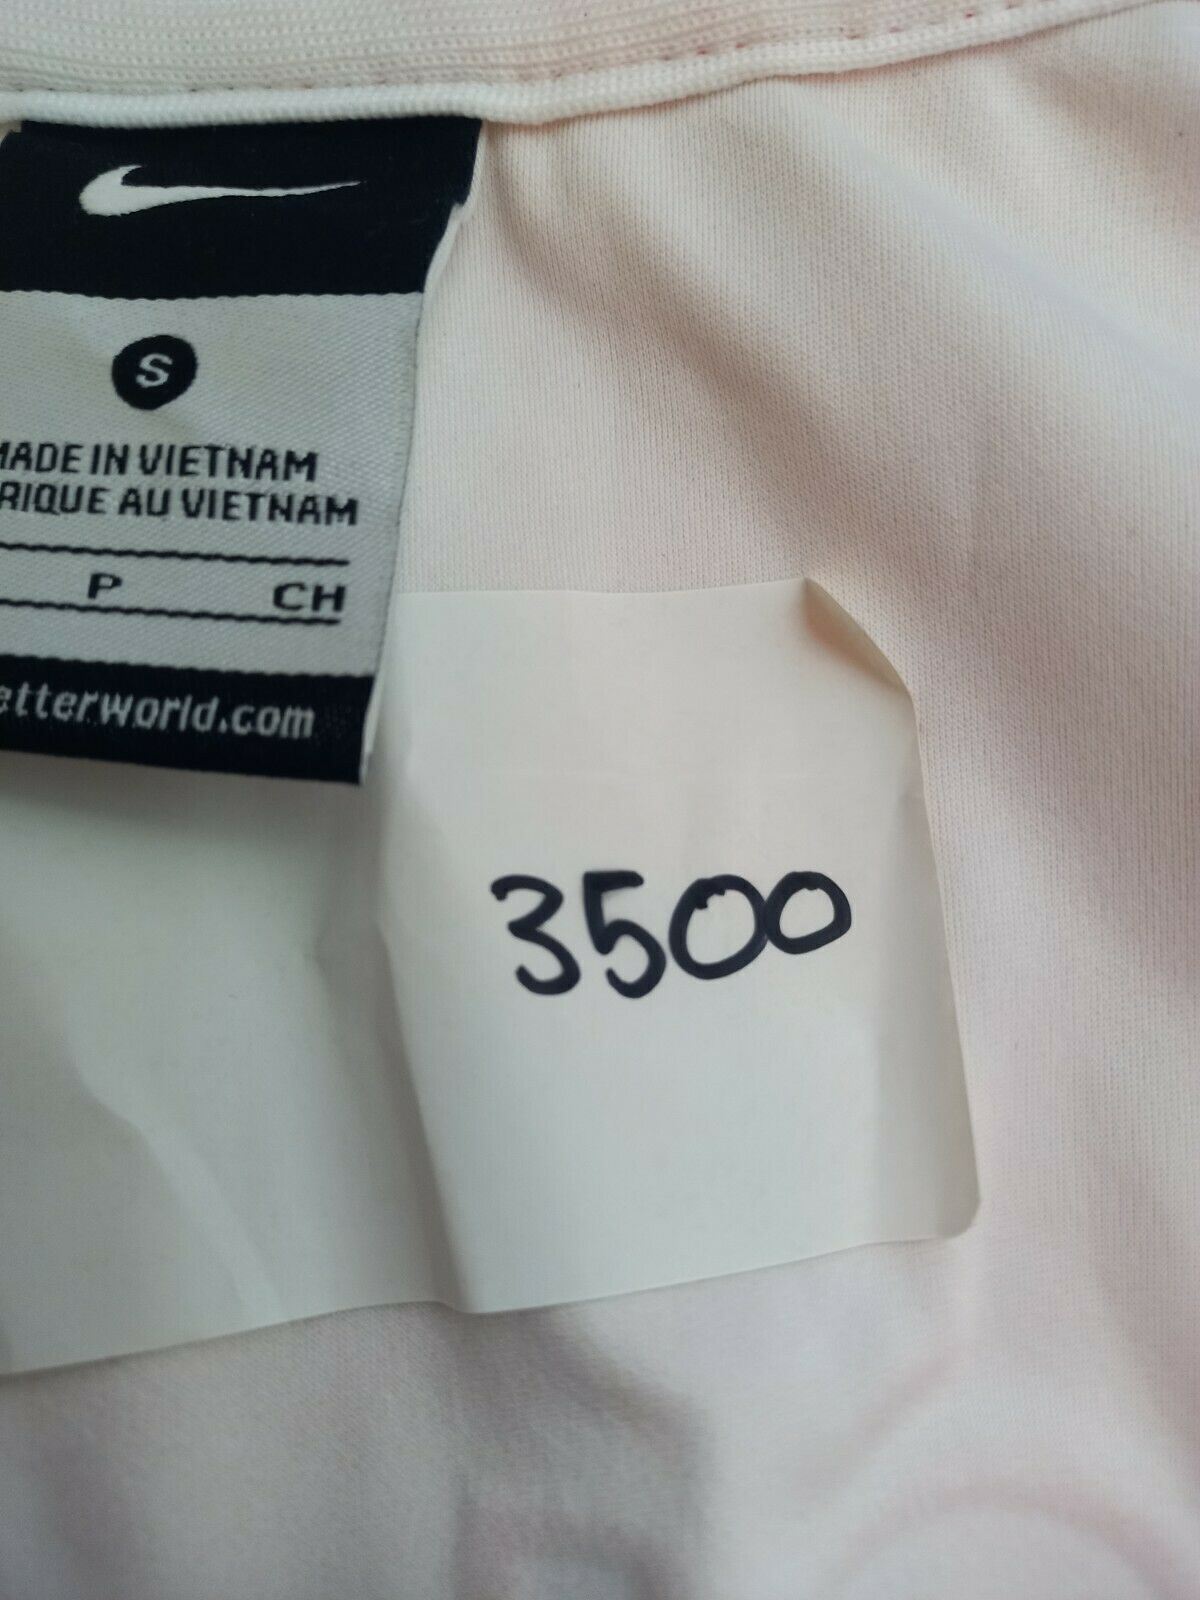 S
MADE IN VIETNAM
RIQUE AU VIETNAM
P CH
etterworld.com
3500